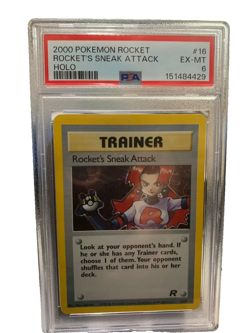 2000 POKEMON ROCKET #16
ROCKET'S SNEAK ATTACK EX-MT
HOLO 6
PSA 151484429
TRAINER
Rocket's Sneak Attack
R
Look at your opponent's hand. If
he or she has any Trainer cards,
choose 1 of them. Your opponent
shuffles that card into his or her
deck.
R